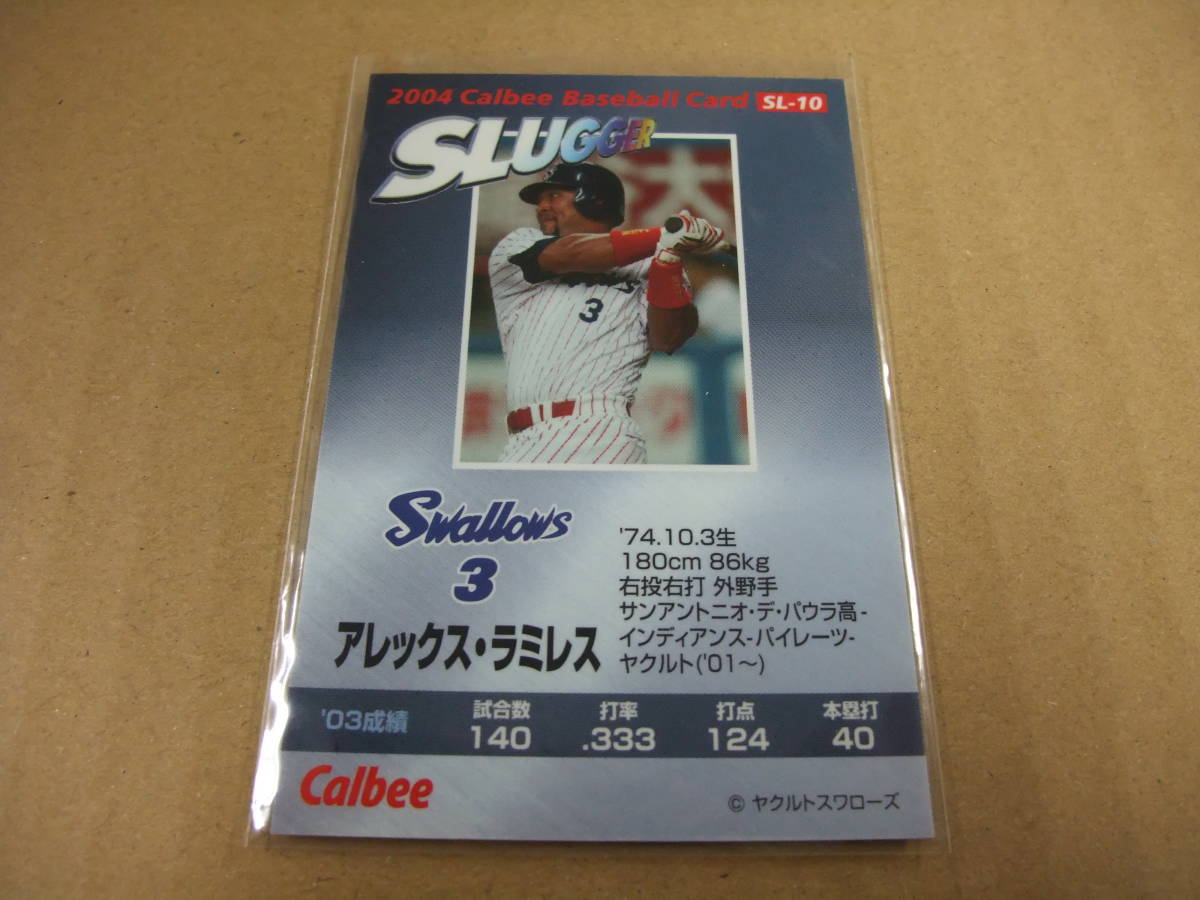 2004 Calbee Baseball Card SL-10
SLUGGER
大
3
Swallows
3
アレックス・ラミレス
'74.10.3生
180cm 86kg
右投右打 外野手
サンアントニオ・デ・パウラ高-
インディアンス-パイレーツ-
ヤクルト('01〜)
'03成績
試合数 打率 打点 本塁打
140 .333 124 40
Calbee
© ヤクルトスワローズ